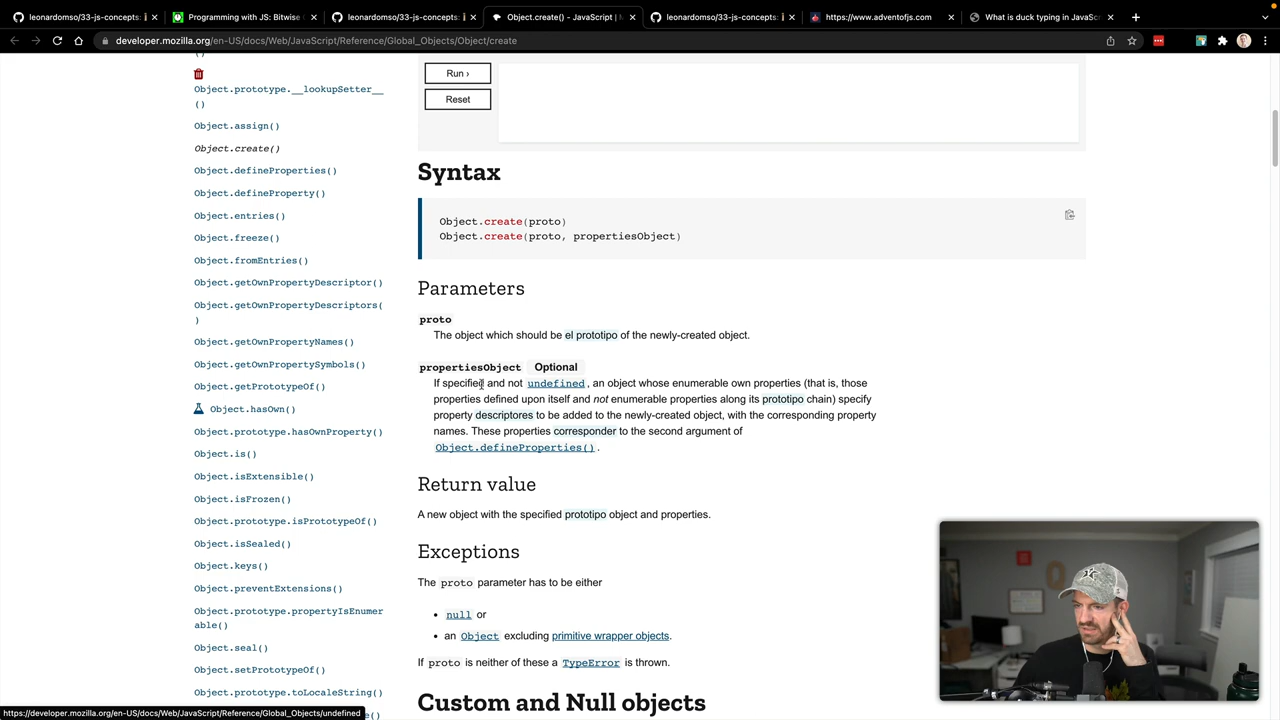 leonardomso/33-js-concepts:
Programming with JS: Bitwise
leonardomso/33-js-concepts:
Object.create() - JavaScript | M
leonardomso/33-js-concepts:
https://www.adventofjs.com
What is duck typing in JavaSc
developer.mozilla.org/en-US/docs/Web/JavaScript/Reference/Global_Objects/Object/create
()
Object.prototype.__lookupSetter__
()
Object.assign()
Object.create()
Object.defineProperties()
Object.defineProperty()
Object.entries()
Object.freeze()
Object.fromEntries()
Object.getOwnPropertyDescriptor()
Object.getOwnPropertyDescriptors(
)
Object.getOwnPropertyNames()
Object.getOwnPropertySymbols()
Object.getPrototypeOf()
Object.hasOwn()
Object.prototype.hasOwnProperty()
Object.is()
Object.isExtensible()
Object.isFrozen()
Object.prototype.isPrototypeOf()
Object.isSealed()
Object.keys()
Object.preventExtensions()
Object.prototype.propertyIsEnumer
able()
Object.seal()
Object.setPrototypeOf()
Object.prototype.toLocaleString()
Run ›
Reset
Syntax
Object.create(proto)
Object.create(proto, propertiesObject)
Parameters
proto
The object which should be el prototipo of the newly-created object.
propertiesObject Optional
If specified and not undefined, an object whose enumerable own properties (that is, those
properties defined upon itself and not enumerable properties along its prototipo chain) specify
property descriptores to be added to the newly-created object, with the corresponding property
names. These properties corresponder to the second argument of
Object.defineProperties().
Return value
A new object with the specified prototipo object and properties.
Exceptions
The proto parameter has to be either
• null or
• an Object excluding primitive wrapper objects.
If proto is neither of these a TypeError is thrown.
Custom and Null objects
https://developer.mozilla.org/en-US/docs/Web/JavaScript/Reference/Global_Objects/undefined